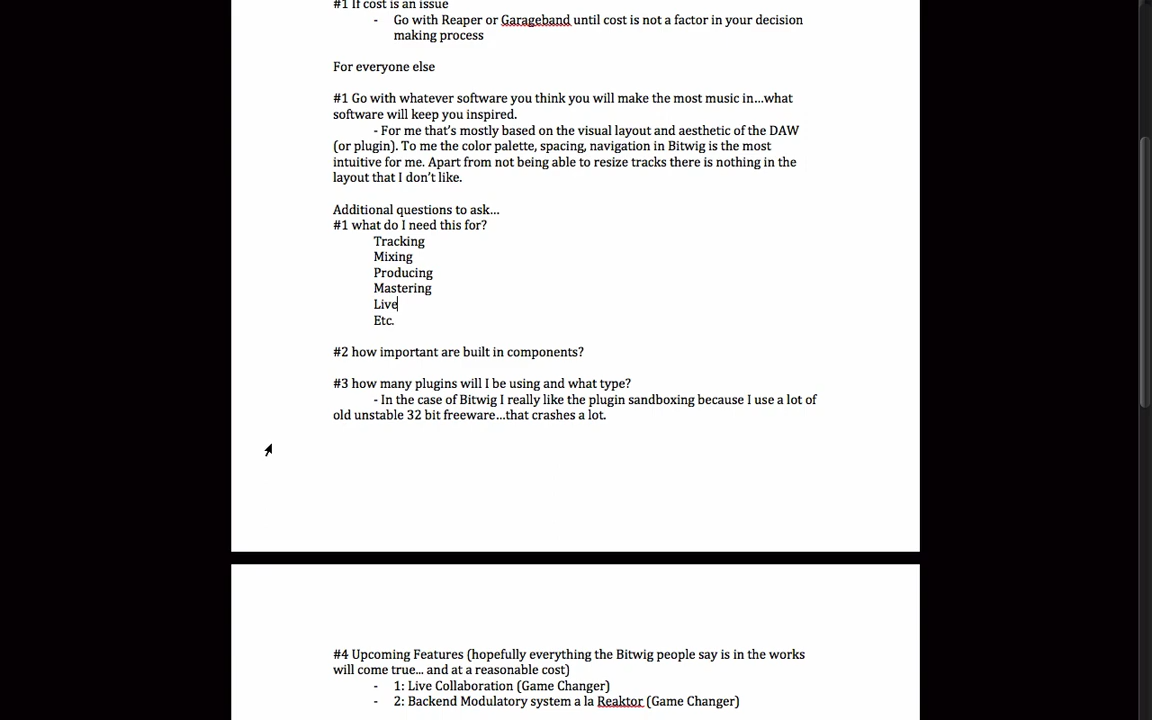 #1 If cost is an issue
- Go with Reaper or Garageband until cost is not a factor in your decision
making process
For everyone else
#1 Go with whatever software you think you will make the most music in...what
software will keep you inspired.
- For me that's mostly based on the visual layout and aesthetic of the DAW
(or plugin). To me the color palette, spacing, navigation in Bitwig is the most
intuitive for me. Apart from not being able to resize tracks there is nothing in the
layout that I don't like.
Additional questions to ask...
#1 what do I need this for?
Tracking
Mixing
Producing
Mastering
Live
Etc.
#2 how important are built in components?
#3 how many plugins will I be using and what type?
- In the case of Bitwig I really like the plugin sandboxing because I use a lot of
old unstable 32 bit freeware...that crashes a lot.
#4 Upcoming Features (hopefully everything the Bitwig people say is in the works
will come true... and at a reasonable cost)
- 1: Live Collaboration (Game Changer)
- 2: Backend Modulatory system a la Reaktor (Game Changer)